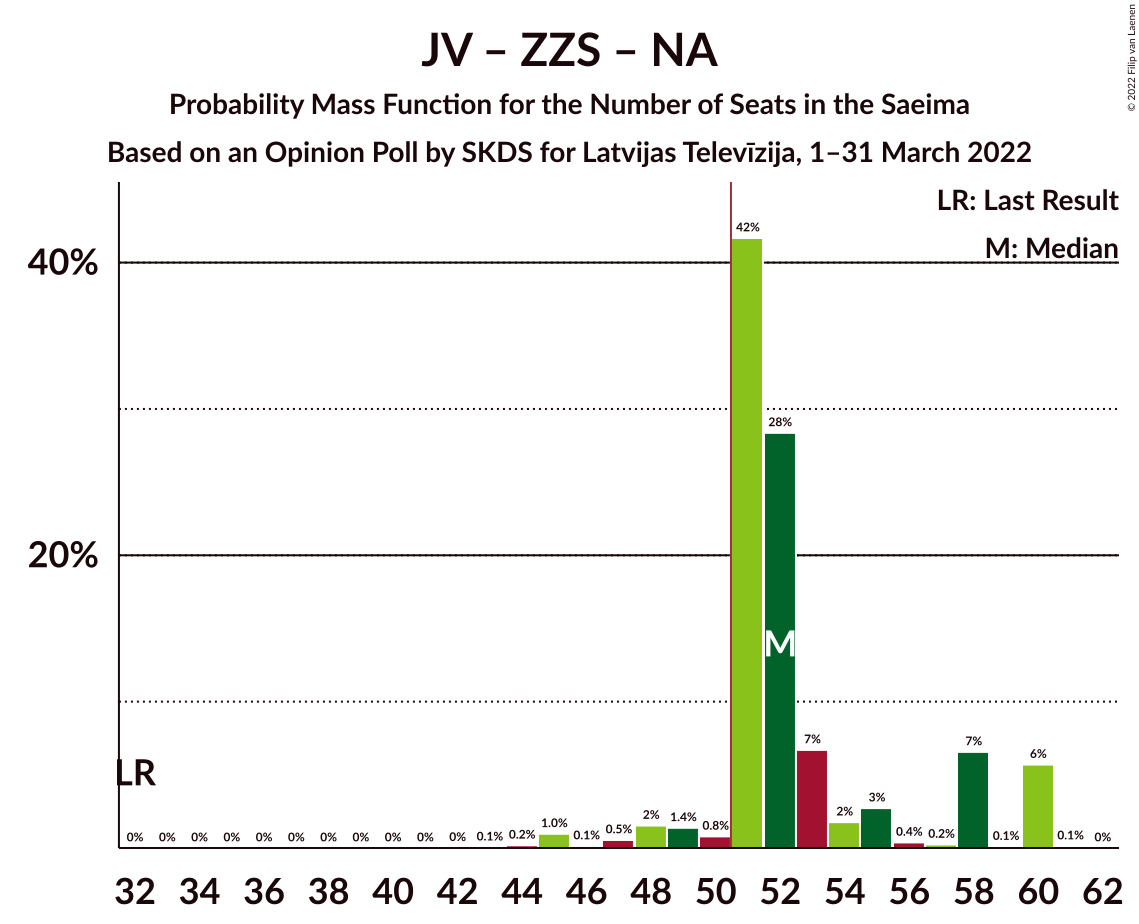 JV – ZZS – NA
Probability Mass Function for the Number of Seats in the Saeima
Based on an Opinion Poll by SKDS for Latvijas Televīzija, 1–31 March 2022
© 2022 Filip van Laenen
LR: Last Result
M: Median
40%
20%
LR
M
0% 0% 0% 0% 0% 0% 0% 0% 0% 0% 0% 0.1% 0.2% 1.0% 0.1% 0.5% 2% 1.4% 0.8% 42% 28% 7% 2% 3% 0.4% 0.2% 7% 0.1% 6% 0.1% 0%
32 34 36 38 40 42 44 46 48 50 52 54 56 58 60 62